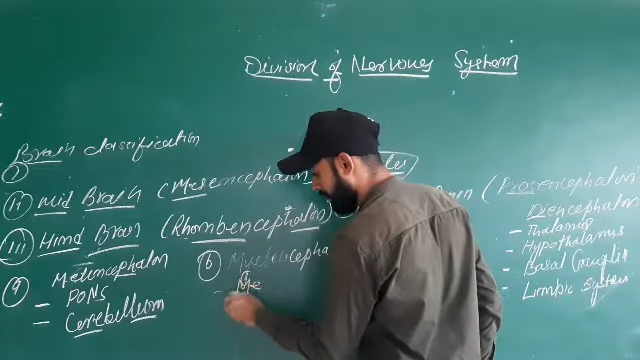 Division of Nervous System
Brain classification
(i)
(ii) Mid Brain (Mesencephalon
(iii) Hind Brain (Rhombencephalon)
(Prosencephalon
(a) Metencephalon
- PONS
- Cerebellum
(b) Myelencepha
- Me
Diencephalon
- Thalamus
- Hypothalamus
- Basal Ganglia
- Limbic System